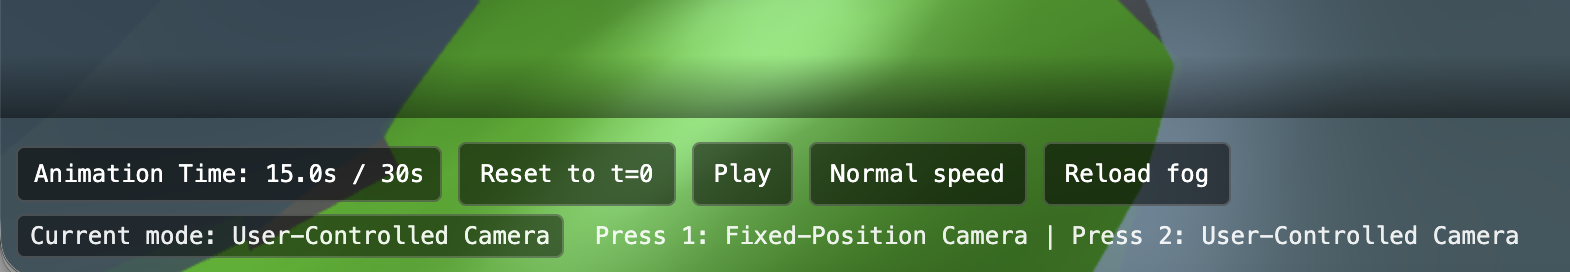 Animation Time: 15.0s / 30s Reset to t=0 Play Normal speed Reload fog
Current mode: User-Controlled Camera Press 1: Fixed-Position Camera | Press 2: User-Controlled Camera